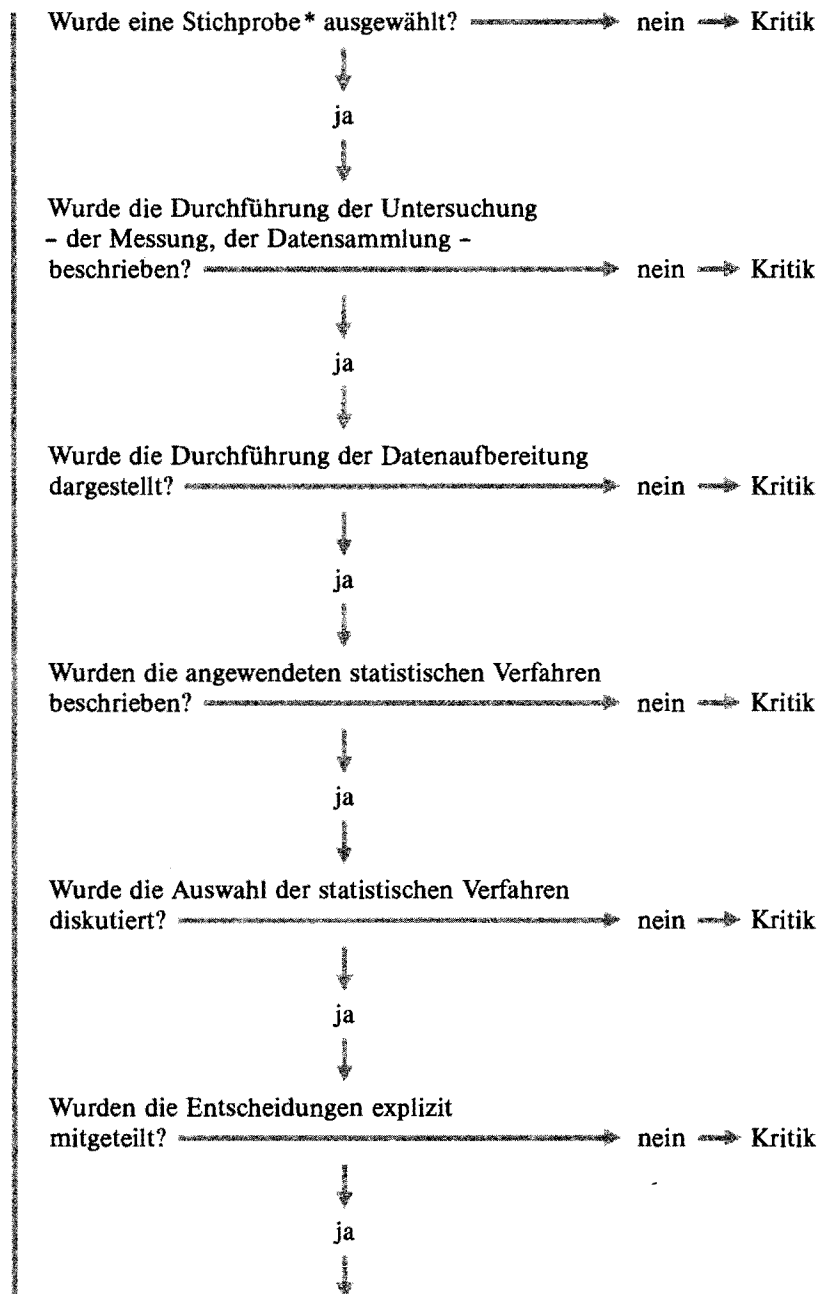 Wurde eine Stichprobe* ausgewählt? nein Kritik
ja
Wurde die Durchführung der Untersuchung
– der Messung, der Datensammlung –
beschrieben? nein Kritik
ja
Wurde die Durchführung der Datenaufbereitung
dargestellt? nein Kritik
ja
Wurden die angewendeten statistischen Verfahren
beschrieben? nein Kritik
ja
Wurde die Auswahl der statistischen Verfahren
diskutiert? nein Kritik
ja
Wurden die Entscheidungen explizit
mitgeteilt? nein Kritik
ja